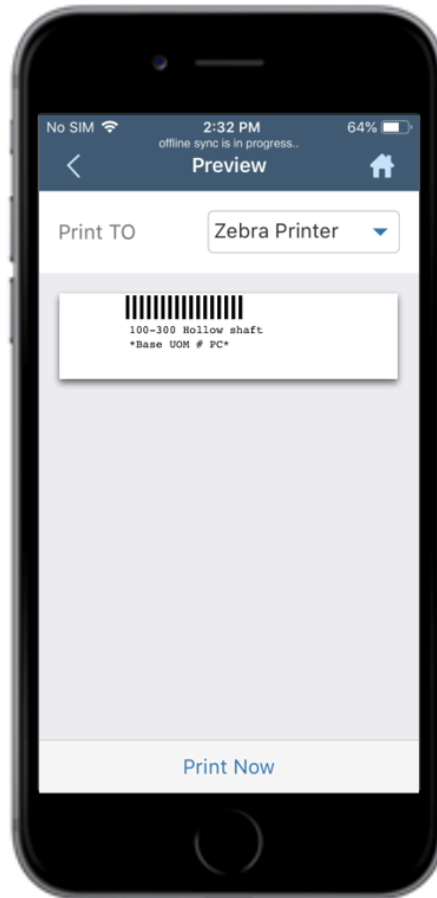 No SIM 2:32 PM 64%
offline sync is in progress..
Preview
Print TO Zebra Printer
100-300 Hollow shaft
*Base UOM # PC*
Print Now